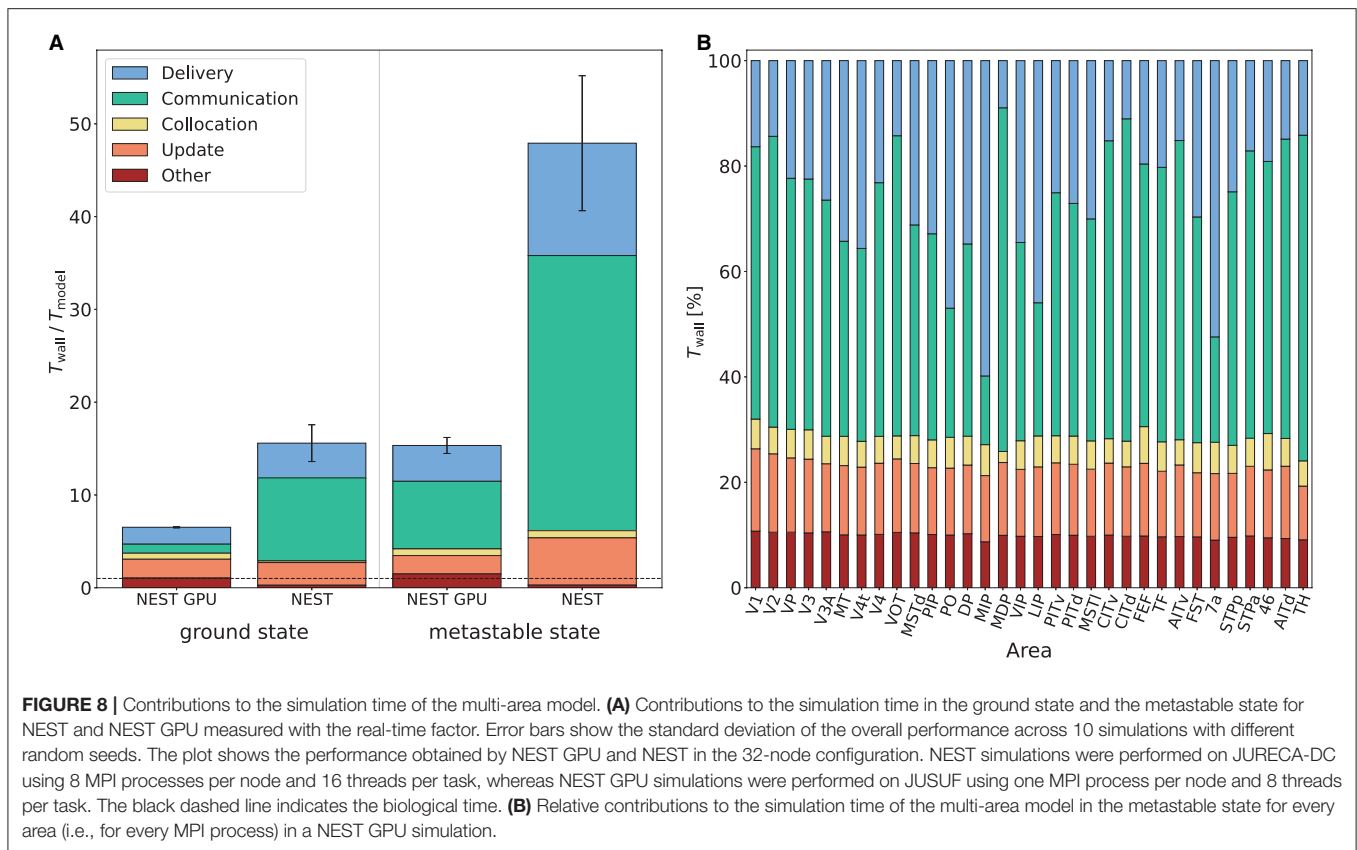 A
Delivery
Communication
Collocation
Update
Other
50
40
30
20
10
0
T_wall / T_model
NEST GPU
NEST
NEST GPU
NEST
ground state
metastable state
B
100
80
60
40
20
0
T_wall [%]
V1
V2
VP
V3
V3A
MT
V4t
V4
VOT
MSTd
PIP
PO
DP
MIP
MDP
VIP
LIP
PITv
PITd
MSTl
CITv
CITd
FEF
TF
AITv
FST
7a
STPp
STPa
46
AITd
TH
Area
FIGURE 8 | Contributions to the simulation time of the multi-area model. (A) Contributions to the simulation time in the ground state and the metastable state for
NEST and NEST GPU measured with the real-time factor. Error bars show the standard deviation of the overall performance across 10 simulations with different
random seeds. The plot shows the performance obtained by NEST GPU and NEST in the 32-node configuration. NEST simulations were performed on JURECA-DC
using 8 MPI processes per node and 16 threads per task, whereas NEST GPU simulations were performed on JUSUF using one MPI process per node and 8 threads
per task. The black dashed line indicates the biological time. (B) Relative contributions to the simulation time of the multi-area model in the metastable state for every
area (i.e., for every MPI process) in a NEST GPU simulation.